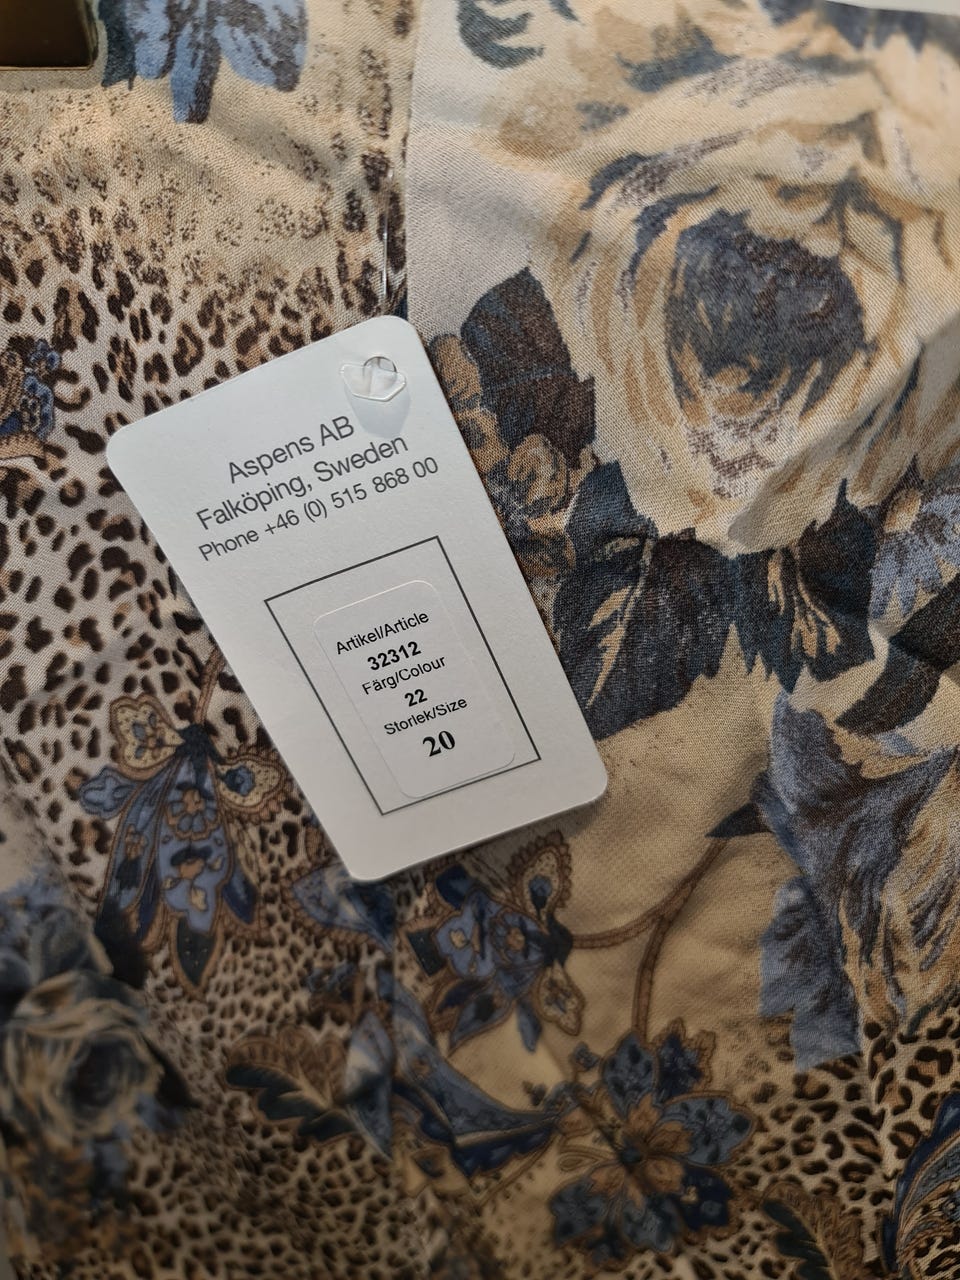 Aspens AB
Falköping, Sweden
Phone +46 (0) 515 868 00
Artikel/Article
32312
Färg/Colour
22
Storlek/Size
20